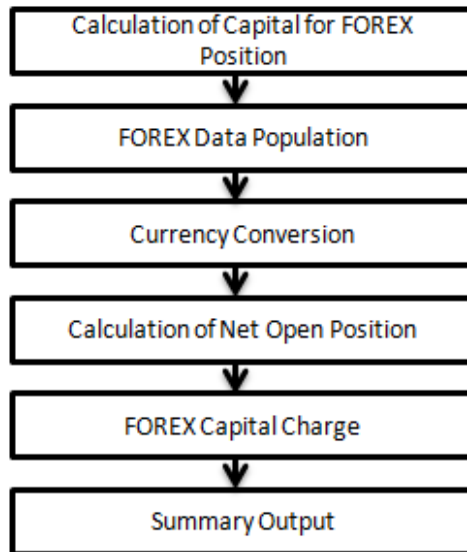 Calculation of Capital for FOREX
Position
FOREX Data Population
Currency Conversion
Calculation of Net Open Position
FOREX Capital Charge
Summary Output